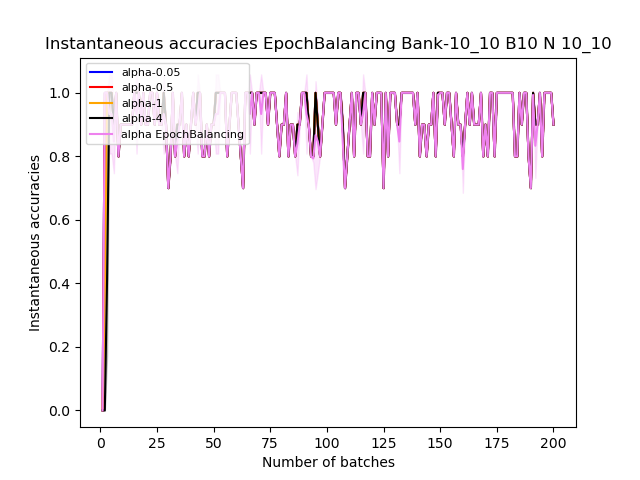 Instantaneous accuracies EpochBalancing Bank-10_10 B10 N 10_10
alpha-0.05
alpha-0.5
alpha-1
alpha-4
alpha EpochBalancing
1.0
0.8
0.6
0.4
0.2
0.0
Instantaneous accuracies
0 25 50 75 100 125 150 175 200
Number of batches